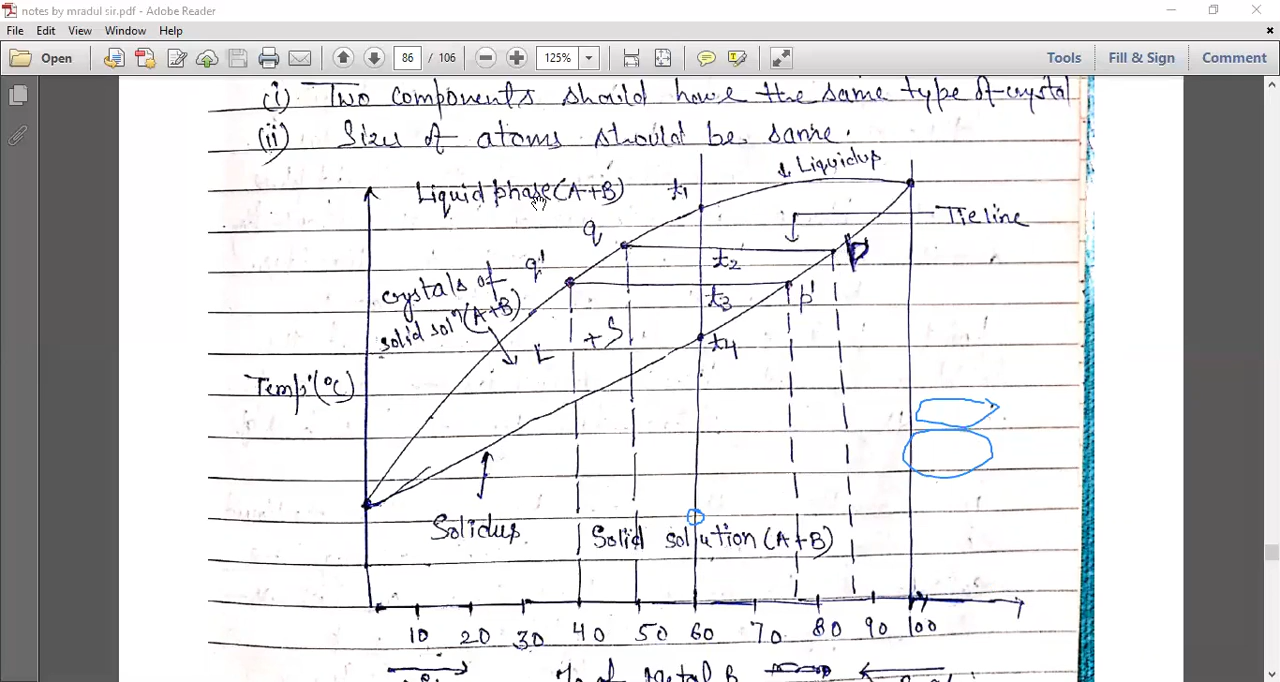 notes by mradul sir.pdf - Adobe Reader
File Edit View Window Help
Open 86 / 106 125% Tools Fill & Sign Comment
(i) Two components should have the same type of crystal
(ii) Sizes of atoms should be same.
Liquidup
Liquid phase (A+B) t1
Tie line
q
t2 p
q'
crystals of
solid solⁿ (A+B)
t3 p'
L + S
t4
Temp (°C)
Solidup Solid solution (A+B)
10 20 30 40 50 60 70 80 90 100
% of Metal B